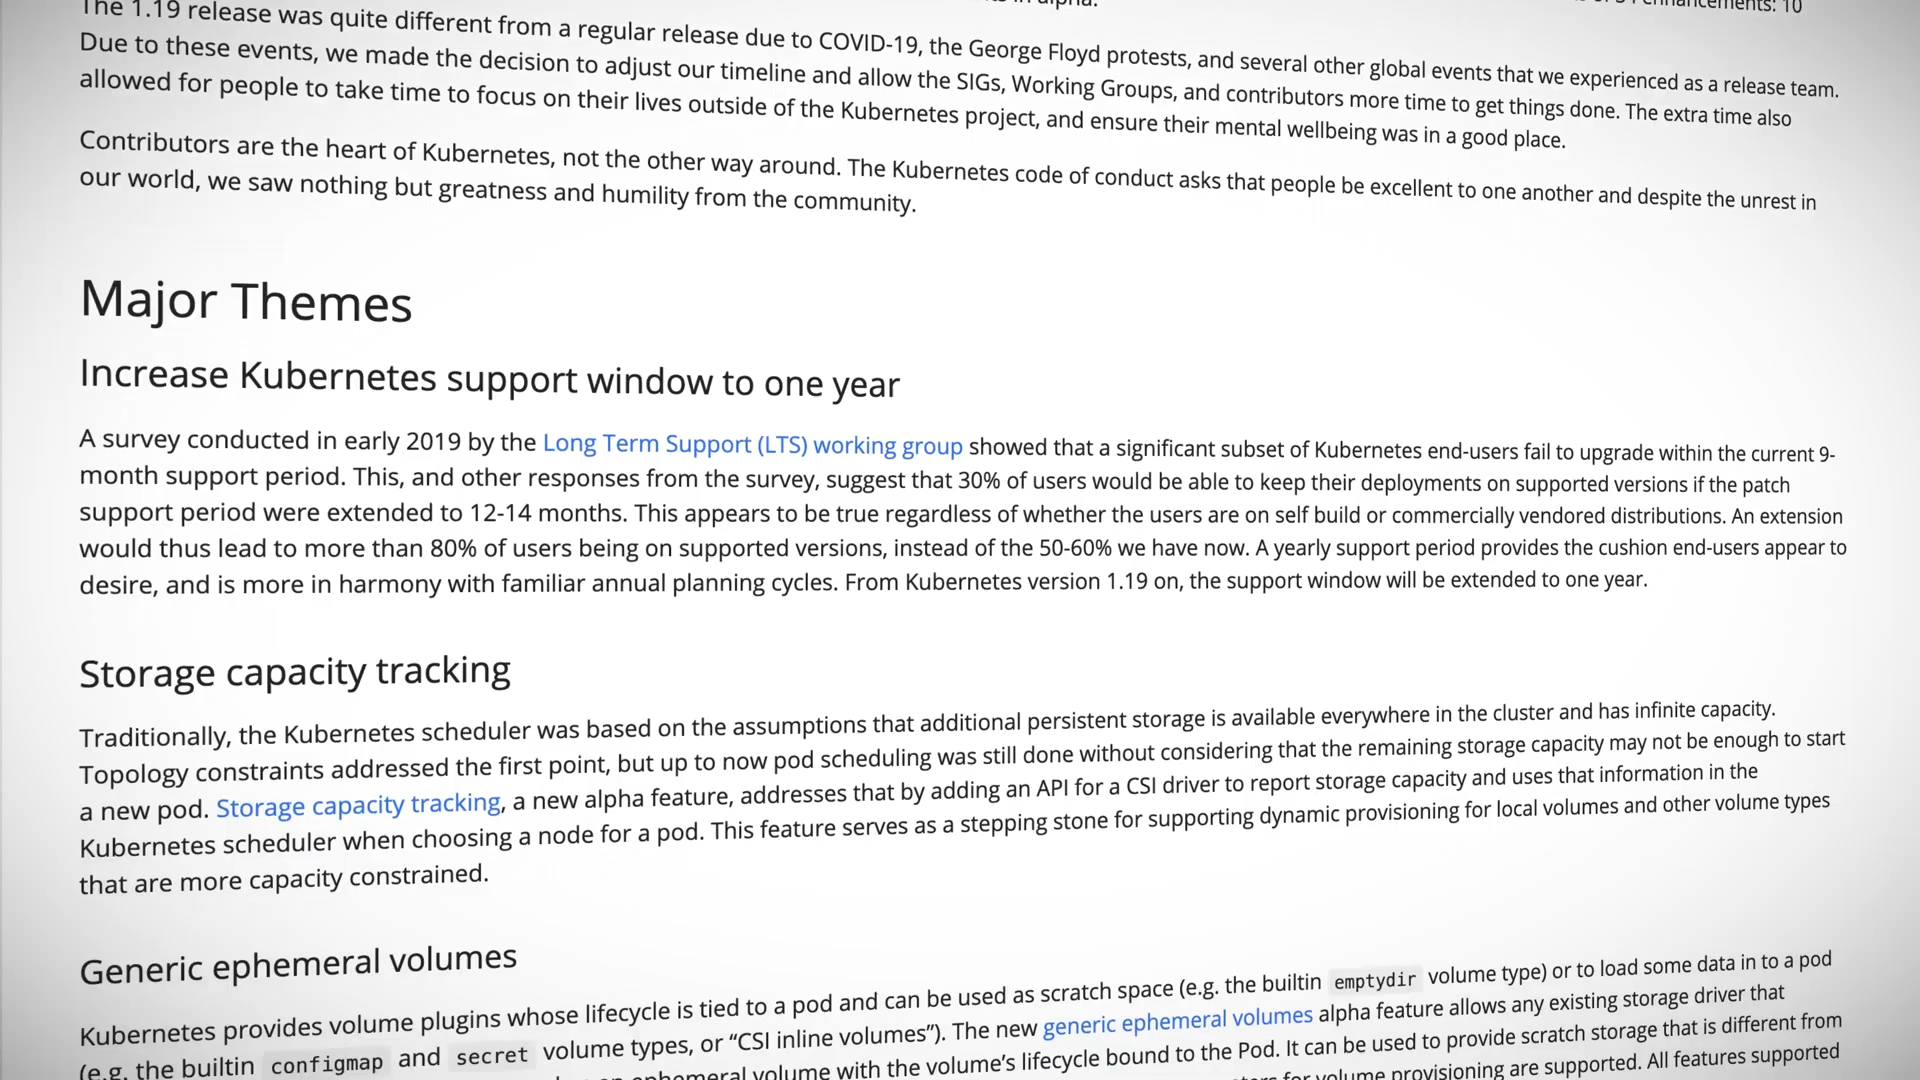 The 1.19 release was quite different from a regular release due to COVID-19, the George Floyd protests, and several other global events that we experienced as a release team.
Due to these events, we made the decision to adjust our timeline and allow the SIGs, Working Groups, and contributors more time to get things done. The extra time also
allowed for people to take time to focus on their lives outside of the Kubernetes project, and ensure their mental wellbeing was in a good place.
Contributors are the heart of Kubernetes, not the other way around. The Kubernetes code of conduct asks that people be excellent to one another and despite the unrest in
our world, we saw nothing but greatness and humility from the community.
Major Themes
Increase Kubernetes support window to one year
A survey conducted in early 2019 by the Long Term Support (LTS) working group showed that a significant subset of Kubernetes end-users fail to upgrade within the current 9-
month support period. This, and other responses from the survey, suggest that 30% of users would be able to keep their deployments on supported versions if the patch
support period were extended to 12-14 months. This appears to be true regardless of whether the users are on self build or commercially vendored distributions. An extension
would thus lead to more than 80% of users being on supported versions, instead of the 50-60% we have now. A yearly support period provides the cushion end-users appear to
desire, and is more in harmony with familiar annual planning cycles. From Kubernetes version 1.19 on, the support window will be extended to one year.
Storage capacity tracking
Traditionally, the Kubernetes scheduler was based on the assumptions that additional persistent storage is available everywhere in the cluster and has infinite capacity.
Topology constraints addressed the first point, but up to now pod scheduling was still done without considering that the remaining storage capacity may not be enough to start
a new pod. Storage capacity tracking, a new alpha feature, addresses that by adding an API for a CSI driver to report storage capacity and uses that information in the
Kubernetes scheduler when choosing a node for a pod. This feature serves as a stepping stone for supporting dynamic provisioning for local volumes and other volume types
that are more capacity constrained.
Generic ephemeral volumes
Kubernetes provides volume plugins whose lifecycle is tied to a pod and can be used as scratch space (e.g. the builtin emptydir volume type) or to load some data in to a pod
(e.g. the builtin configmap and secret volume types, or “CSI inline volumes”). The new generic ephemeral volumes alpha feature allows any existing storage driver that
ephemeral volume with the volume’s lifecycle bound to the Pod. It can be used to provide scratch storage that is different from
for volume provisioning are supported. All features supported